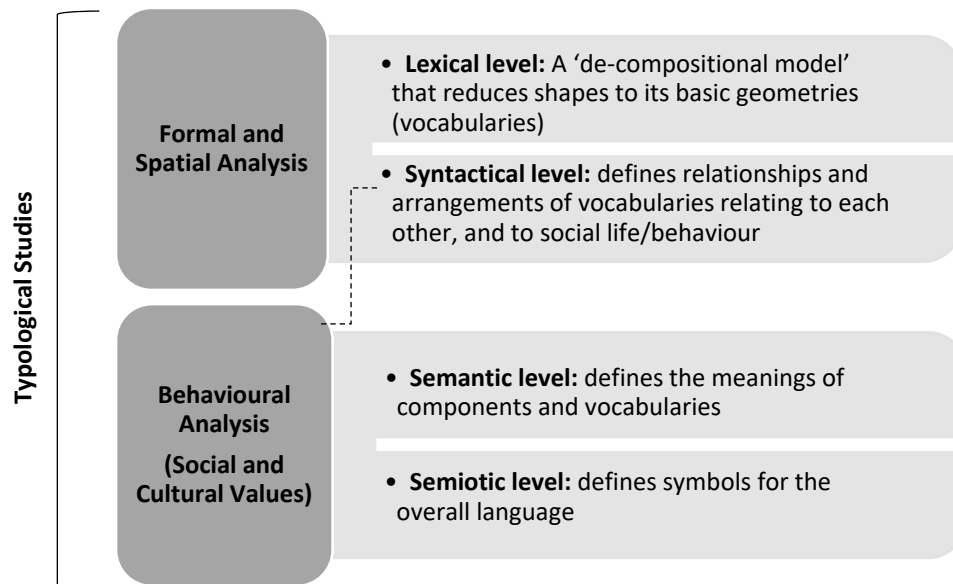 Typological Studies
Formal and
Spatial Analysis
• Lexical level: A ‘de-compositional model’
that reduces shapes to its basic geometries
(vocabularies)
• Syntactical level: defines relationships and
arrangements of vocabularies relating to each
other, and to social life/behaviour
Behavioural
Analysis
(Social and
Cultural Values)
• Semantic level: defines the meanings of
components and vocabularies
• Semiotic level: defines symbols for the
overall language